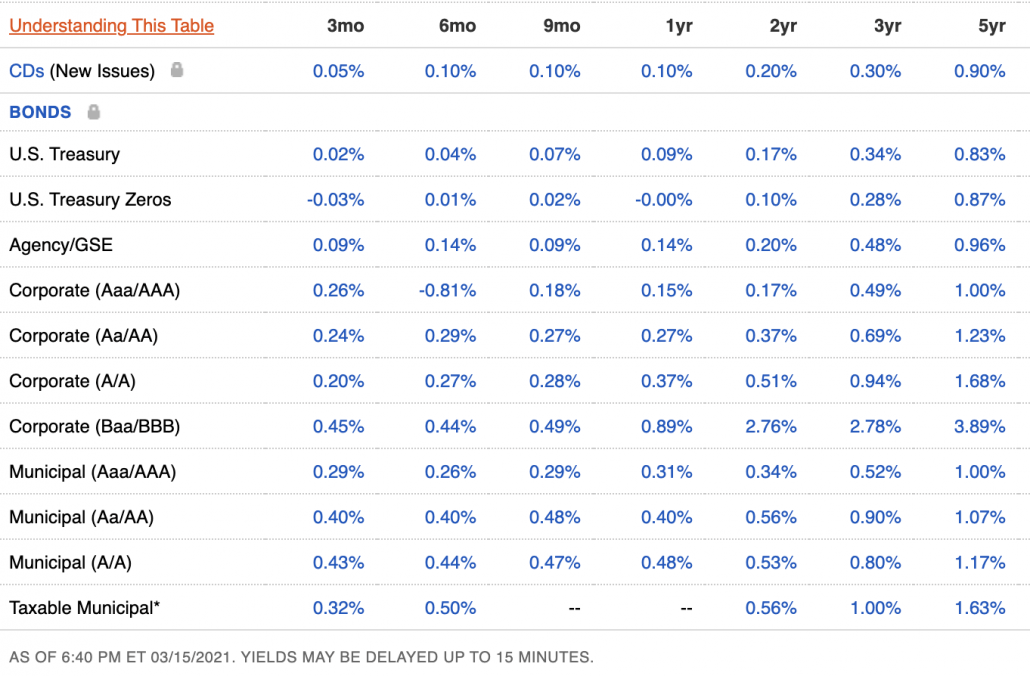 Understanding This Table 3mo 6mo 9mo 1yr 2yr 3yr 5yr
CDs (New Issues) 0.05% 0.10% 0.10% 0.10% 0.20% 0.30% 0.90%
BONDS
U.S. Treasury 0.02% 0.04% 0.07% 0.09% 0.17% 0.34% 0.83%
U.S. Treasury Zeros -0.03% 0.01% 0.02% -0.00% 0.10% 0.28% 0.87%
Agency/GSE 0.09% 0.14% 0.09% 0.14% 0.20% 0.48% 0.96%
Corporate (Aaa/AAA) 0.26% -0.81% 0.18% 0.15% 0.17% 0.49% 1.00%
Corporate (Aa/AA) 0.24% 0.29% 0.27% 0.27% 0.37% 0.69% 1.23%
Corporate (A/A) 0.20% 0.27% 0.28% 0.37% 0.51% 0.94% 1.68%
Corporate (Baa/BBB) 0.45% 0.44% 0.49% 0.89% 2.76% 2.78% 3.89%
Municipal (Aaa/AAA) 0.29% 0.26% 0.29% 0.31% 0.34% 0.52% 1.00%
Municipal (Aa/AA) 0.40% 0.40% 0.48% 0.40% 0.56% 0.90% 1.07%
Municipal (A/A) 0.43% 0.44% 0.47% 0.48% 0.53% 0.80% 1.17%
Taxable Municipal* 0.32% 0.50% -- -- 0.56% 1.00% 1.63%
AS OF 6:40 PM ET 03/15/2021. YIELDS MAY BE DELAYED UP TO 15 MINUTES.